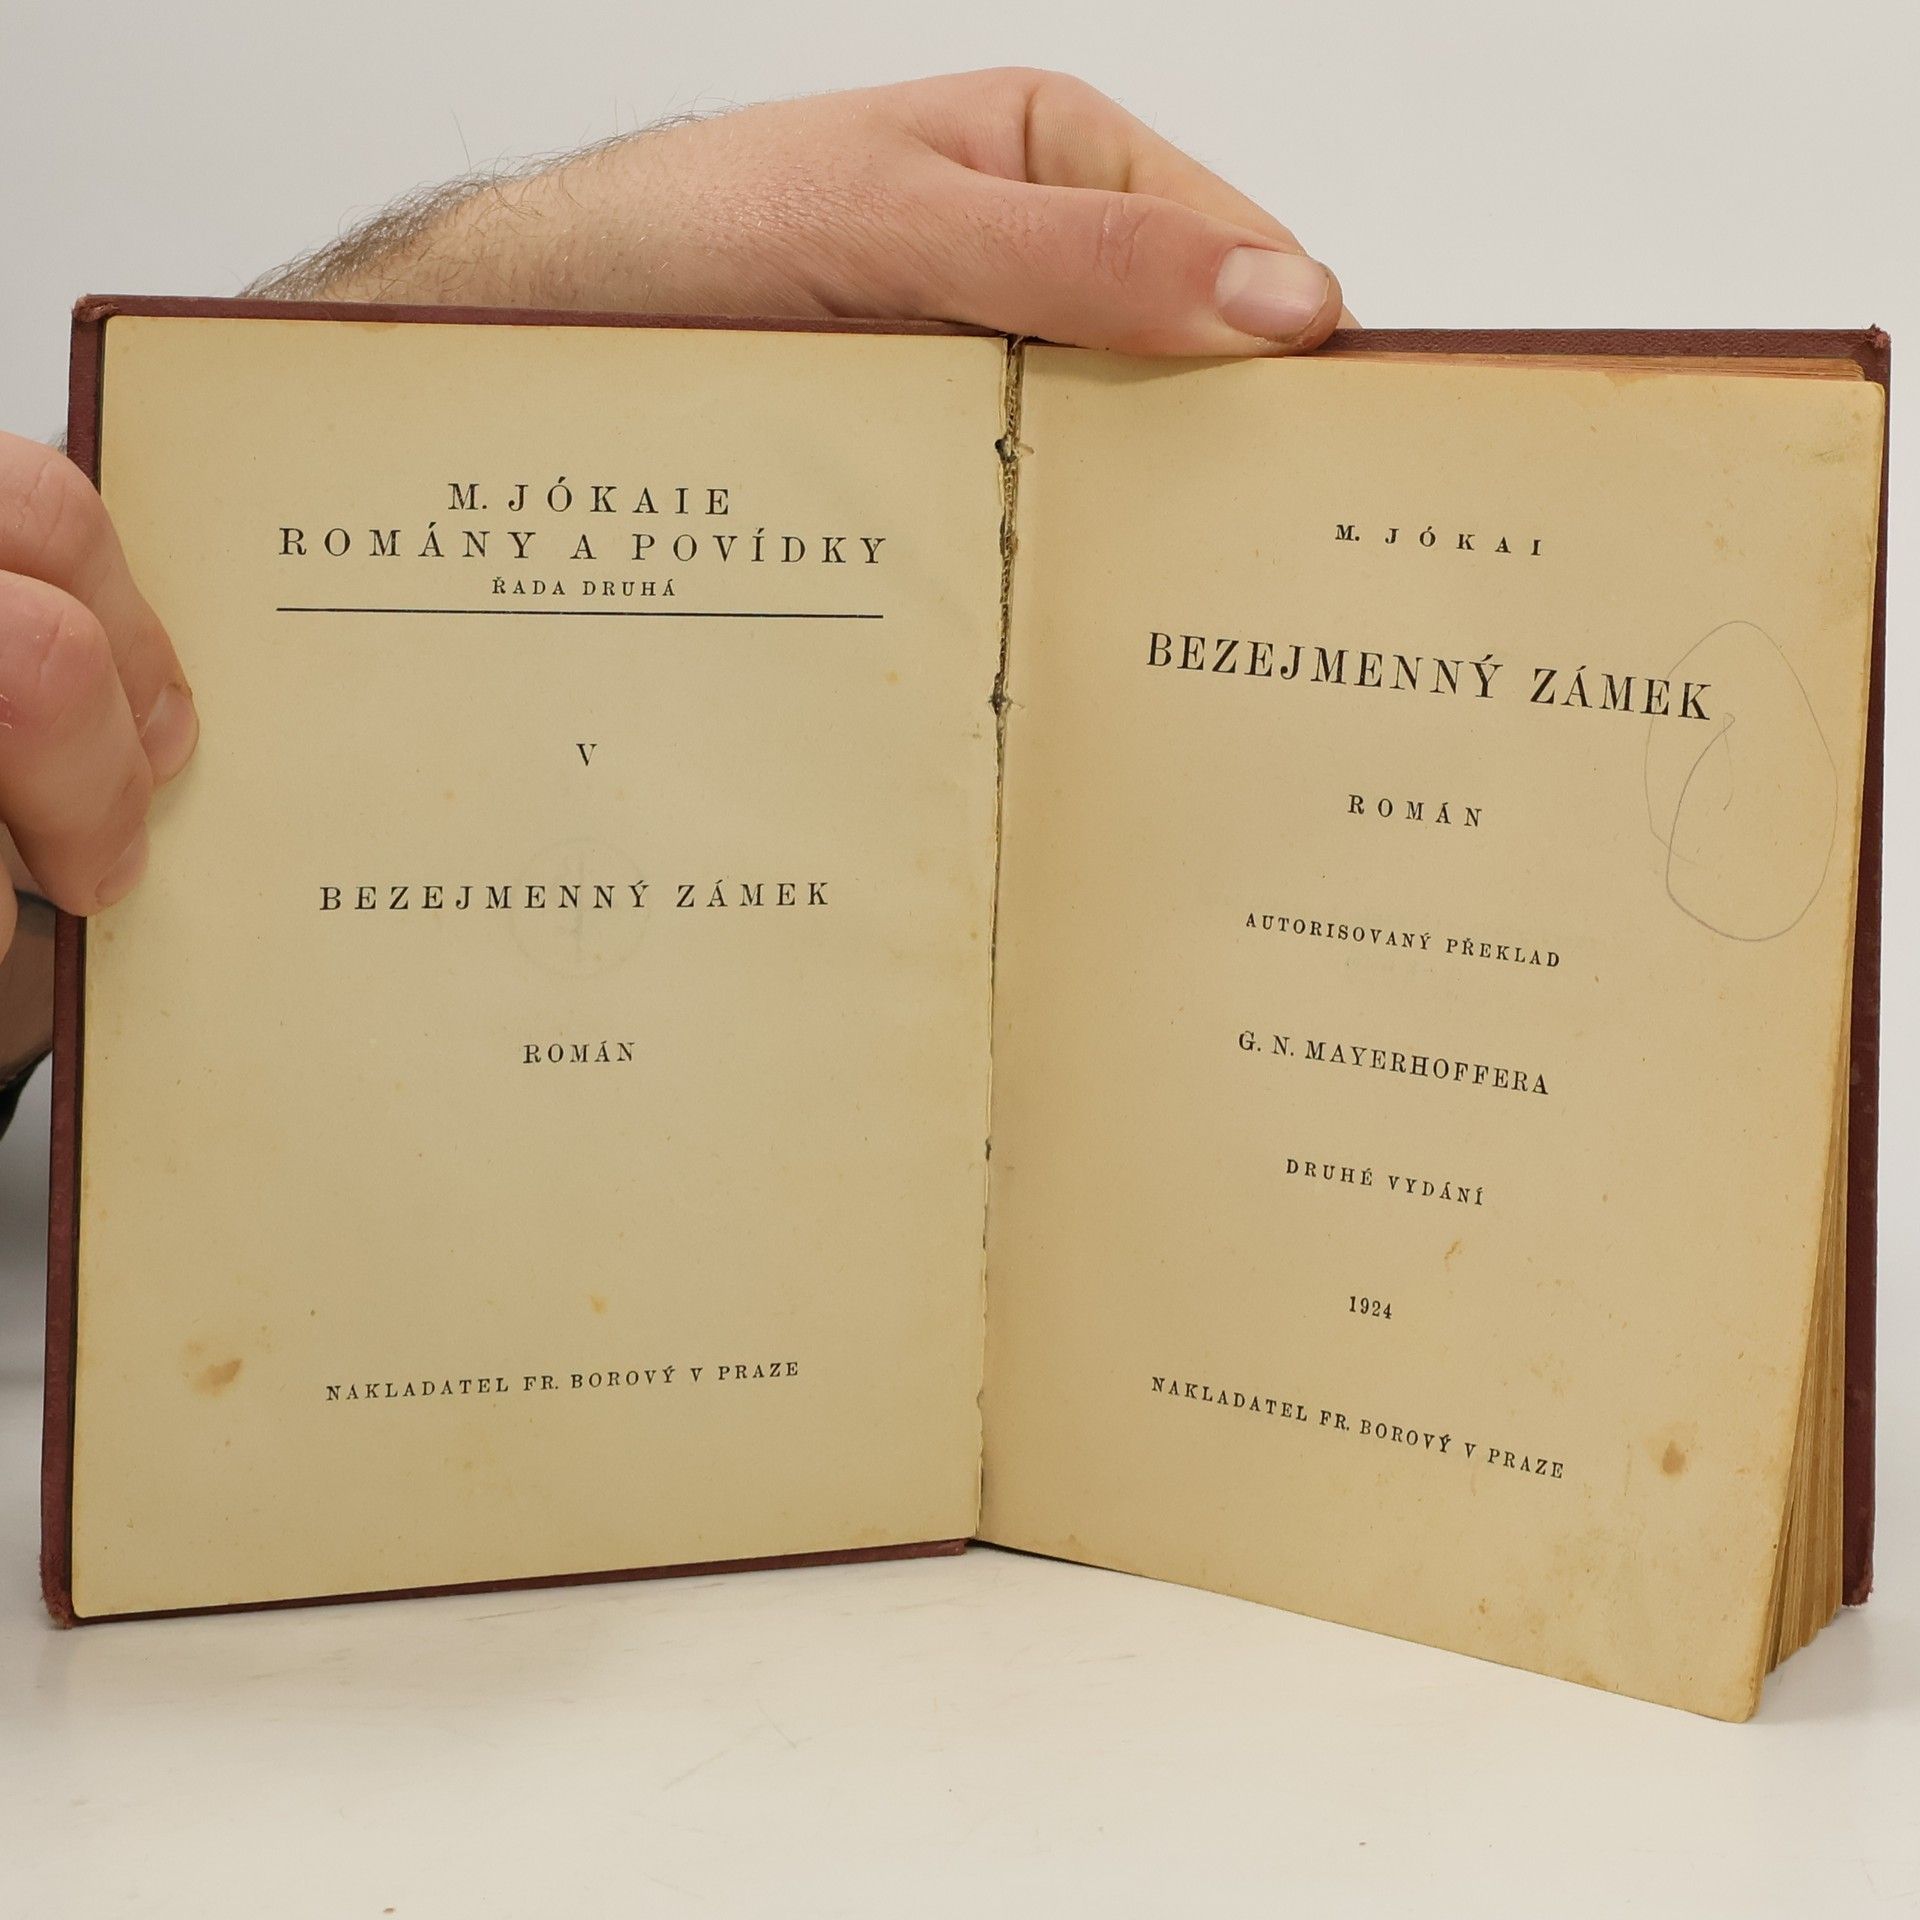 M. JÓKAIE
ROMÁNY A POVÍDKY
ŘADA DRUHÁ
V
BEZEJMENNÝ ZÁMEK
ROMÁN
NAKLADATEL FR. BOROVÝ V PRAZE
M. JÓKAI
BEZEJMENNÝ ZÁMEK
ROMÁN
AUTORISOVANÝ PŘEKLAD
G. N. MAYERHOFFERA
DRUHÉ VYDÁNÍ
1924
NAKLADATEL FR. BOROVÝ V PRAZE